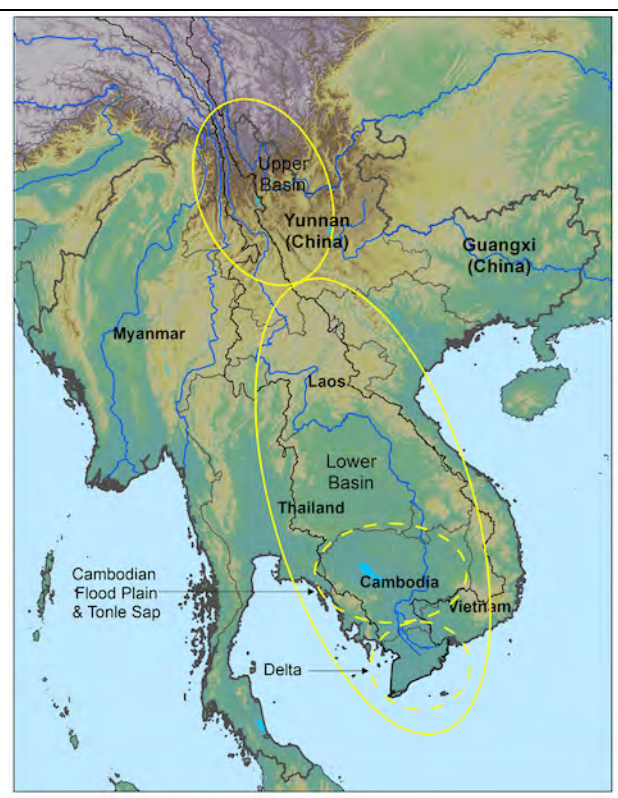 Upper
Basin
Yunnan
(China)
Guangxi
(China)
Myanmar
Laos
Lower
Basin
Thailand
Cambodian
Flood Plain
& Tonle Sap
Cambodia
Vietnam
Delta